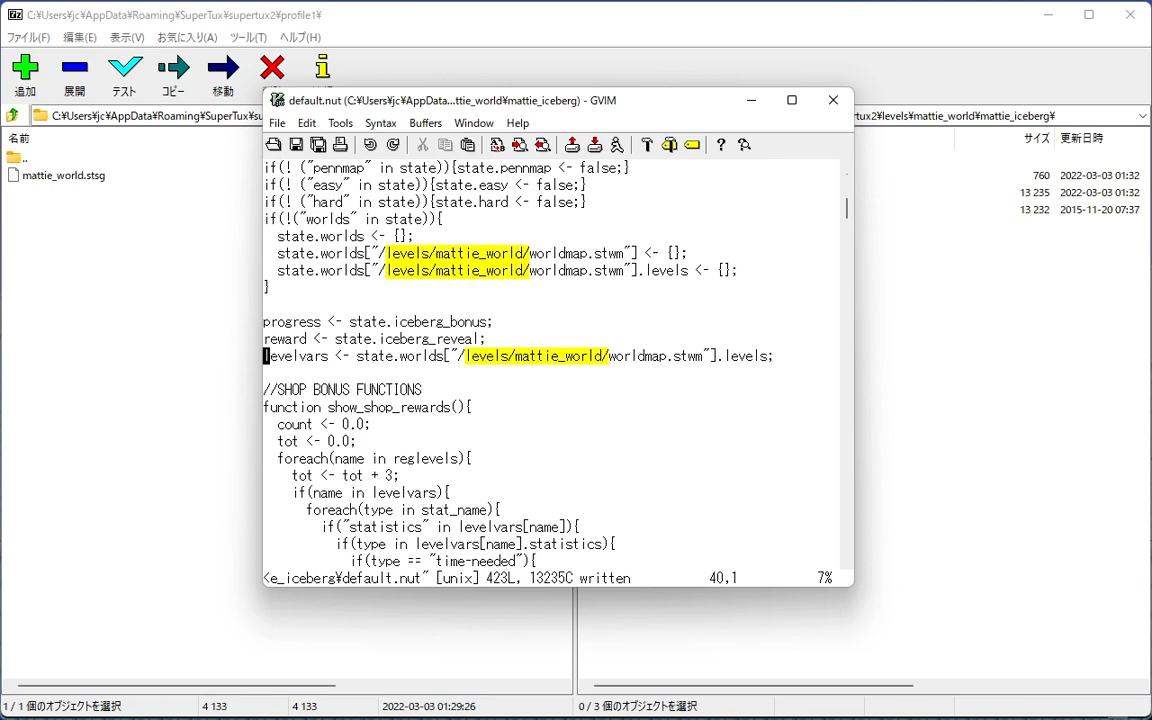 C:¥Users¥jc¥AppData¥Roaming¥SuperTux¥supertux2¥profile1¥
ファイル(F) 編集(E) 表示(V) お気に入り(A) ツール(T) ヘルプ(H)
追加 展開 テスト コピー 移動
C:¥Users¥jc¥AppData¥Roaming¥SuperTux¥su
rtux2¥levels¥mattie_world¥mattie_iceberg¥
名前
サイズ 更新日時
..
mattie_world.stsg
760 2022-03-03 01:32
13 235 2022-03-03 01:32
13 232 2015-11-20 07:37
default.nut (C:¥Users¥jc¥AppData...ttie_world¥mattie_iceberg) - GVIM
File Edit Tools Syntax Buffers Window Help
if(! ("pennmap" in state)){state.pennmap <- false;}
if(! ("easy" in state)){state.easy <- false;}
if(! ("hard" in state)){state.hard <- false;}
if(!("worlds" in state)){
  state.worlds <- {};
  state.worlds["/levels/mattie_world/worldmap.stwm"] <- {};
  state.worlds["/levels/mattie_world/worldmap.stwm"].levels <- {};
}
progress <- state.iceberg_bonus;
reward <- state.iceberg_reveal;
levelvars <- state.worlds["/levels/mattie_world/worldmap.stwm"].levels;
//SHOP BONUS FUNCTIONS
function show_shop_rewards(){
  count <- 0.0;
  tot <- 0.0;
  foreach(name in reglevels){
    tot <- tot + 3;
    if(name in levelvars){
      foreach(type in stat_name){
        if("statistics" in levelvars[name]){
          if(type in levelvars[name].statistics){
            if(type == "time-needed"){
<e_iceberg¥default.nut" [unix] 423L, 13235C written 40,1 7%
1 / 1 個のオブジェクトを選択 4 133 4 133 2022-03-03 01:29:26
0 / 3 個のオブジェクトを選択